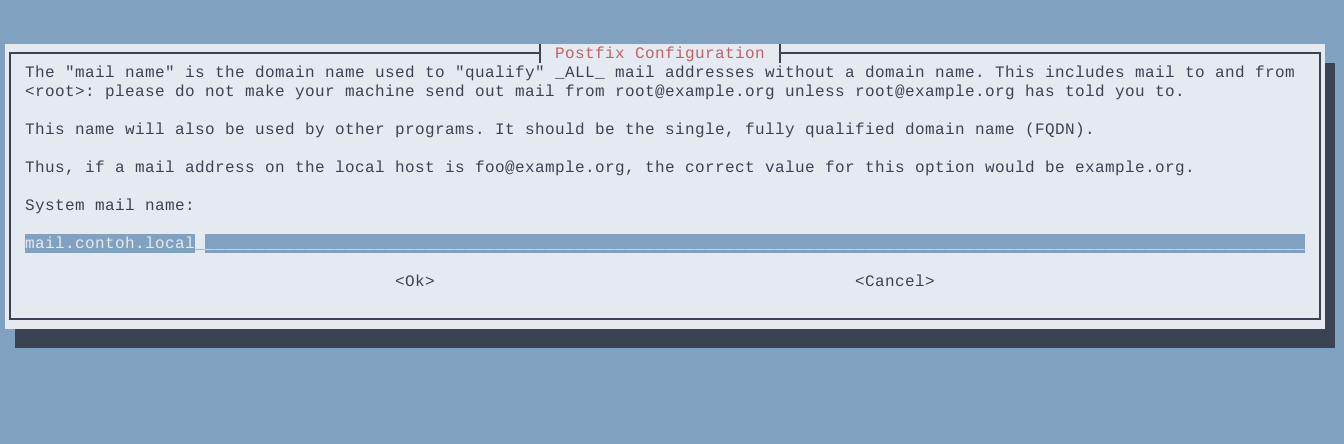 Postfix Configuration
The "mail name" is the domain name used to "qualify" _ALL_ mail addresses without a domain name. This includes mail to and from
<root>: please do not make your machine send out mail from root@example.org unless root@example.org has told you to.
This name will also be used by other programs. It should be the single, fully qualified domain name (FQDN).
Thus, if a mail address on the local host is foo@example.org, the correct value for this option would be example.org.
System mail name:
mail.contoh.local
<Ok> <Cancel>